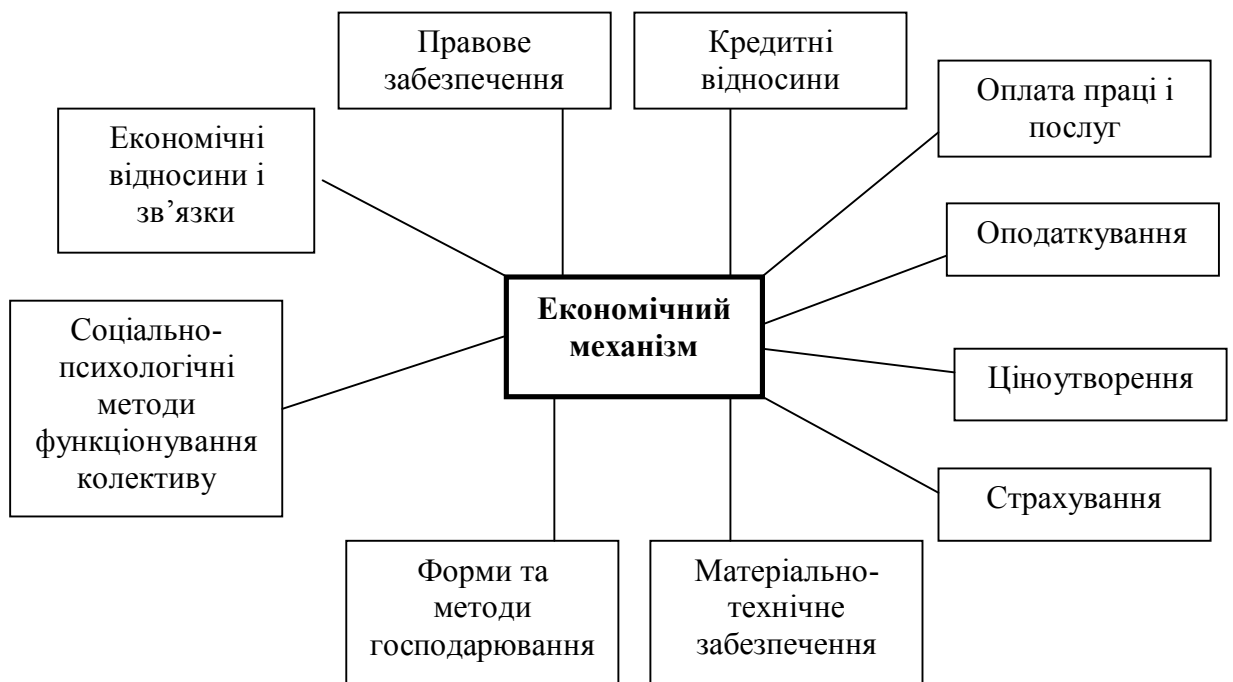 Правове
забезпечення
Кредитні
відносини
Оплата праці і
послуг
Економічні
відносини і
зв’язки
Оподаткування
Економічний
механізм
Соціально-
психологічні
методи
функціонування
колективу
Ціноутворення
Страхування
Форми та
методи
господарювання
Матеріально-
технічне
забезпечення